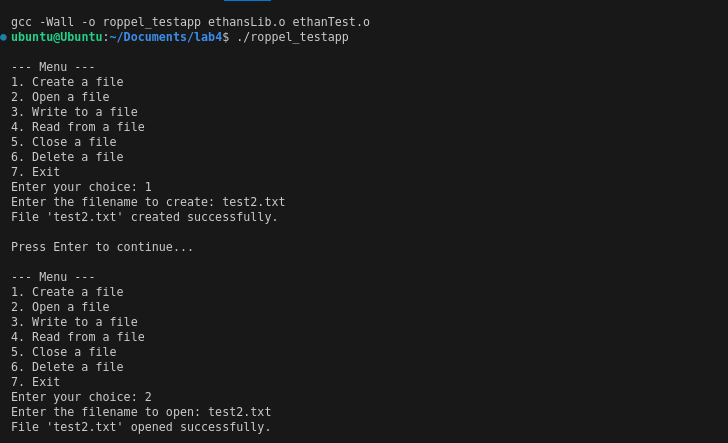 gcc -Wall -o roppel_testapp ethansLib.o ethanTest.o
ubuntu@Ubuntu:~/Documents/lab4$ ./roppel_testapp
--- Menu ---
1. Create a file
2. Open a file
3. Write to a file
4. Read from a file
5. Close a file
6. Delete a file
7. Exit
Enter your choice: 1
Enter the filename to create: test2.txt
File 'test2.txt' created successfully.
Press Enter to continue...
--- Menu ---
1. Create a file
2. Open a file
3. Write to a file
4. Read from a file
5. Close a file
6. Delete a file
7. Exit
Enter your choice: 2
Enter the filename to open: test2.txt
File 'test2.txt' opened successfully.